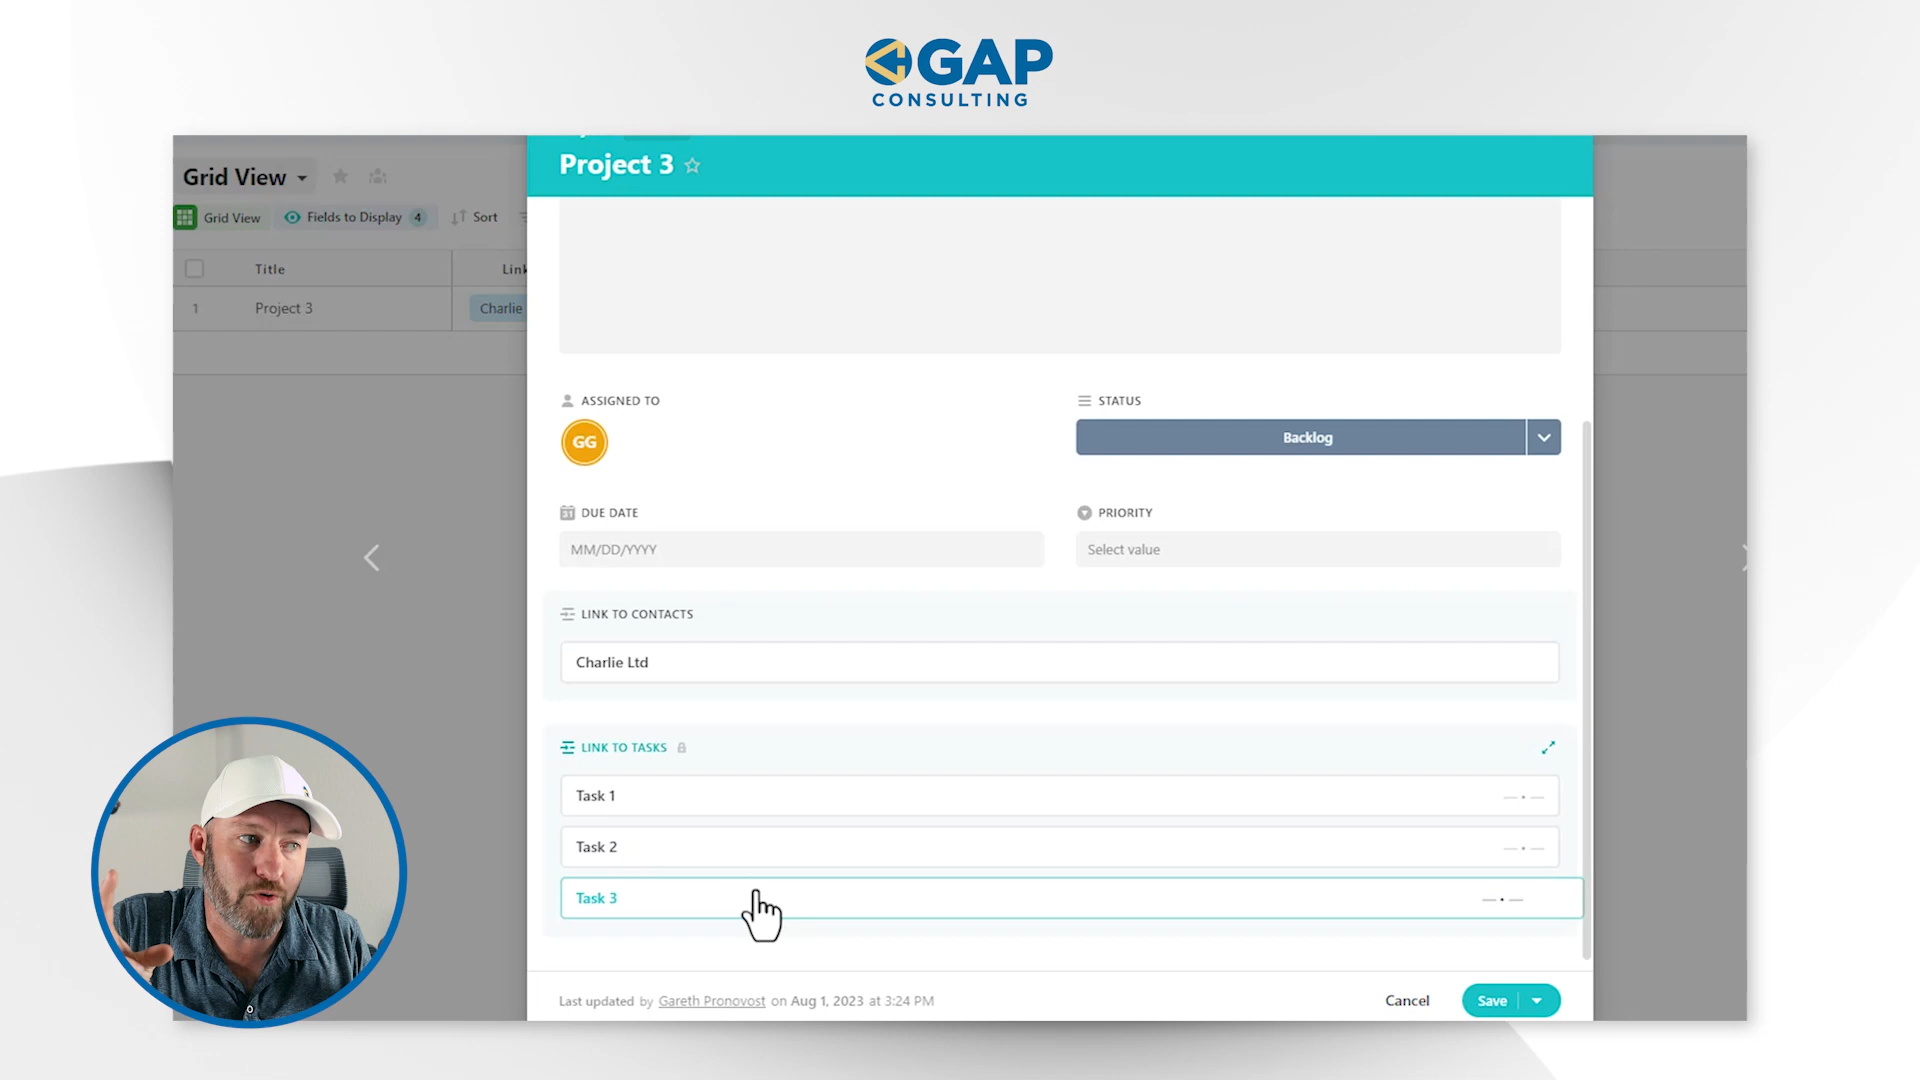 GAP
CONSULTING
Grid View
Project 3
Grid View
Fields to Display 4
Sort
Title
Link
1
Project 3
Charlie
ASSIGNED TO
STATUS
GG
Backlog
DUE DATE
PRIORITY
MM/DD/YYYY
Select value
LINK TO CONTACTS
Charlie Ltd
LINK TO TASKS
Task 1
Task 2
Task 3
Last updated by Gareth Pronovost on Aug 1, 2023 at 3:24 PM
Cancel
Save